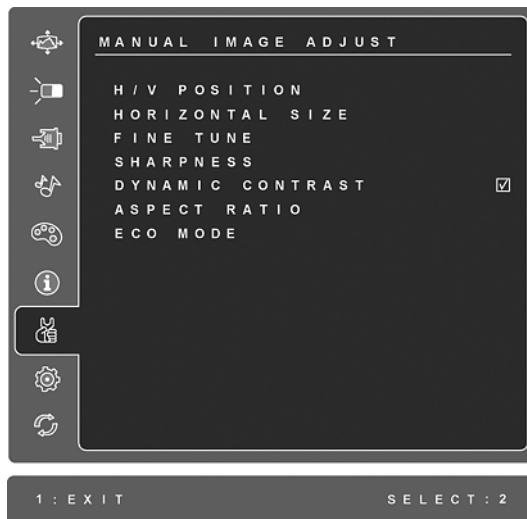 MANUAL IMAGE ADJUST
H/V POSITION
HORIZONTAL SIZE
FINE TUNE
SHARPNESS
DYNAMIC CONTRAST
ASPECT RATIO
ECO MODE
1:EXIT SELECT:2